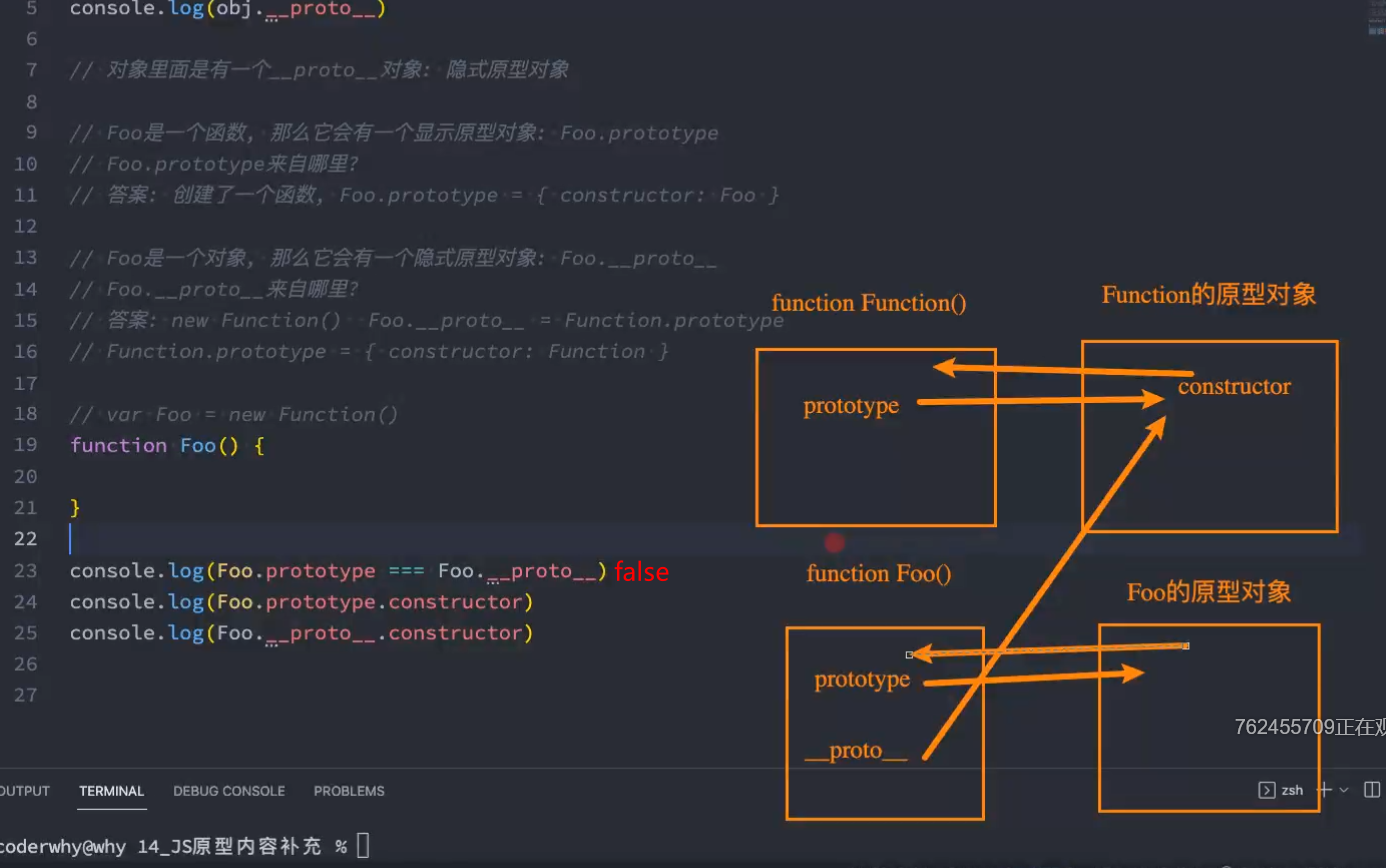 5 console.log(obj.__proto__)
6
7 // 对象里面是有一个__proto__对象: 隐式原型对象
8
9 // Foo是一个函数, 那么它会有一个显示原型对象: Foo.prototype
10 // Foo.prototype来自哪里?
11 // 答案: 创建了一个函数, Foo.prototype = { constructor: Foo }
12
13 // Foo是一个对象, 那么它会有一个隐式原型对象: Foo.__proto__
14 // Foo.__proto__来自哪里?
15 // 答案: new Function() Foo.__proto__ = Function.prototype
16 // Function.prototype = { constructor: Function }
17
18 // var Foo = new Function()
19 function Foo() {
20
21 }
22
23 console.log(Foo.prototype === Foo.__proto__) false
24 console.log(Foo.prototype.constructor)
25 console.log(Foo.__proto__.constructor)
26
27
function Function()
Function的原型对象
prototype
constructor
function Foo()
Foo的原型对象
prototype
__proto__
762455709正在观
OUTPUT TERMINAL DEBUG CONSOLE PROBLEMS
zsh
coderwhy@why 14_JS原型内容补充 %